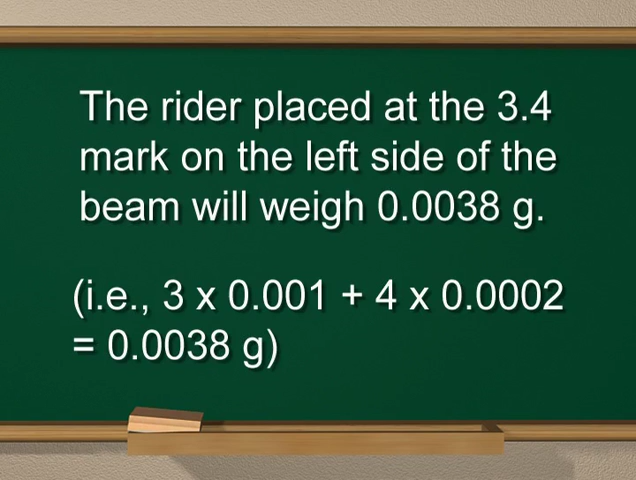 The rider placed at the 3.4
mark on the left side of the
beam will weigh 0.0038 g.
(i.e., 3 x 0.001 + 4 x 0.0002
= 0.0038 g)